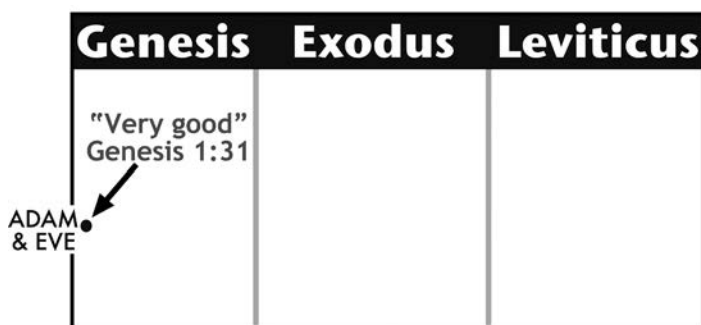 Genesis Exodus Leviticus
"Very good"
Genesis 1:31
ADAM
& EVE